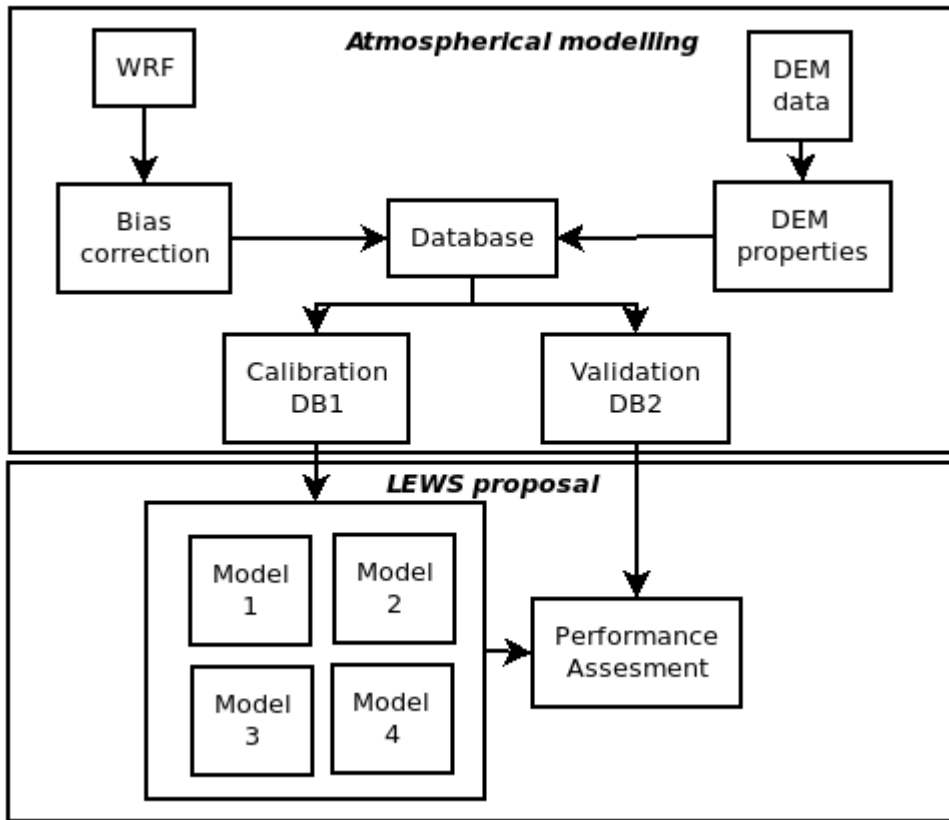 Atmospherical modelling
WRF
DEM
data
Bias
correction
Database
DEM
properties
Calibration
DB1
Validation
DB2
LEWS proposal
Model
1
Model
2
Model
3
Model
4
Performance
Assesment